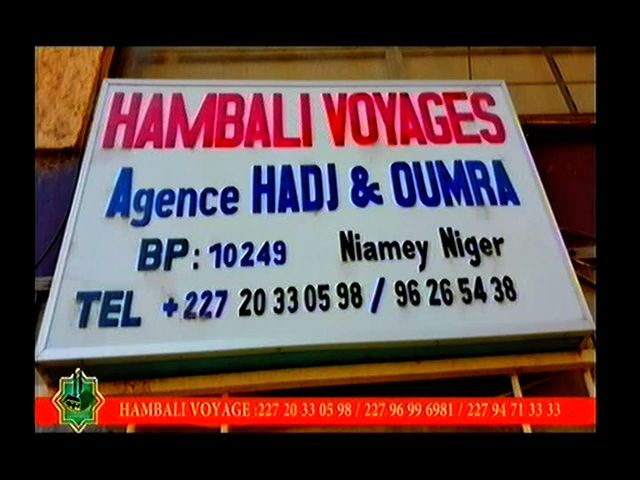 HAMBALI VOYAGES
Agence HADJ & OUMRA
BP: 10249 Niamey Niger
TEL +227 20 33 05 98 / 96 26 54 38
HAMBALI VOYAGE :227 20 33 05 98 / 227 96 99 6981 / 227 94 71 33 33